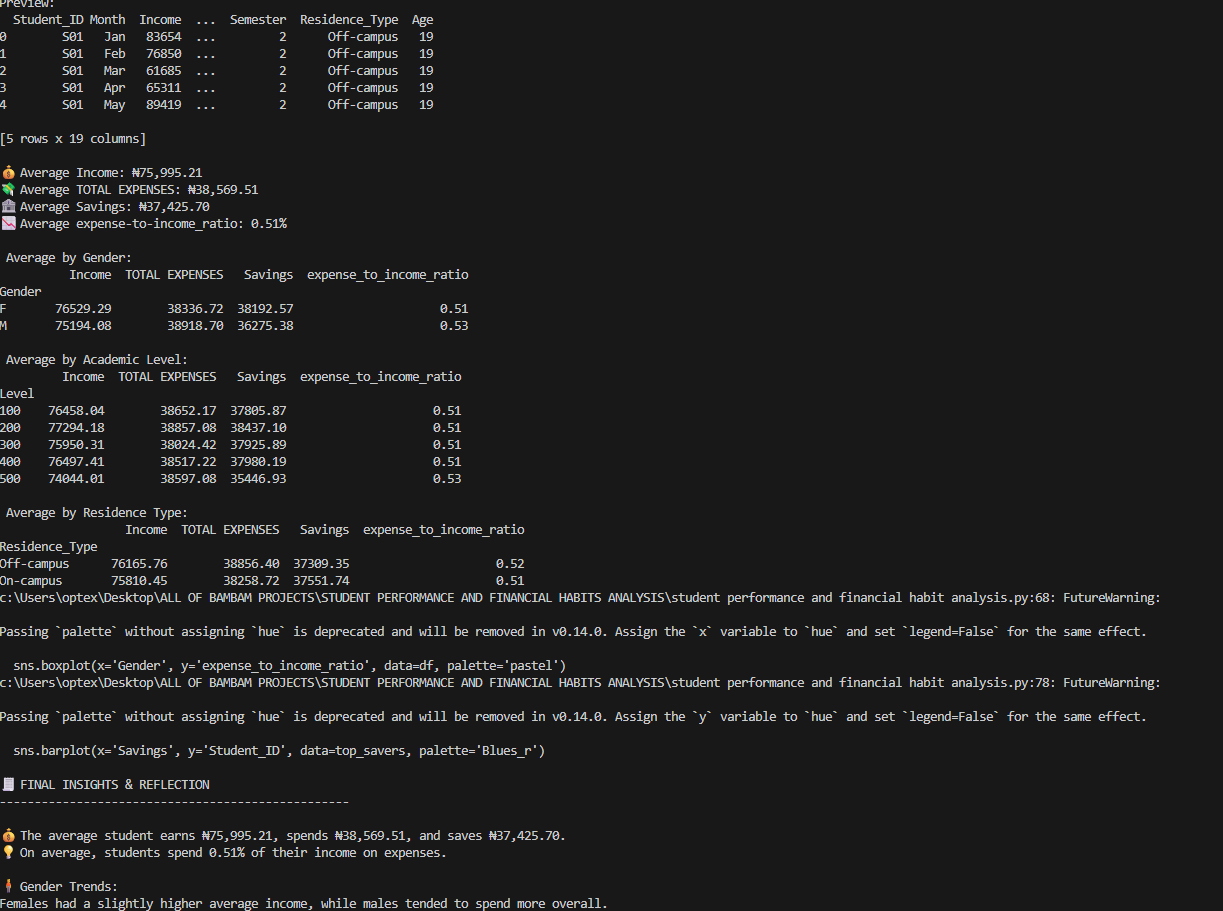 Preview:
  Student_ID Month  Income  ...  Semester  Residence_Type  Age
0        S01   Jan   83654  ...         2      Off-campus   19
1        S01   Feb   76850  ...         2      Off-campus   19
2        S01   Mar   61685  ...         2      Off-campus   19
3        S01   Apr   65311  ...         2      Off-campus   19
4        S01   May   89419  ...         2      Off-campus   19
[5 rows x 19 columns]
💰 Average Income: ₦75,995.21
💸 Average TOTAL EXPENSES: ₦38,569.51
🏦 Average Savings: ₦37,425.70
📉 Average expense-to-income_ratio: 0.51%
Average by Gender:
          Income  TOTAL EXPENSES   Savings  expense_to_income_ratio
Gender
F       76529.29        38336.72  38192.57                     0.51
M       75194.08        38918.70  36275.38                     0.53
Average by Academic Level:
         Income  TOTAL EXPENSES   Savings  expense_to_income_ratio
Level
100    76458.04        38652.17  37805.87                     0.51
200    77294.18        38857.08  38437.10                     0.51
300    75950.31        38024.42  37925.89                     0.51
400    76497.41        38517.22  37980.19                     0.51
500    74044.01        38597.08  35446.93                     0.53
Average by Residence Type:
                  Income  TOTAL EXPENSES   Savings  expense_to_income_ratio
Residence_Type
Off-campus      76165.76        38856.40  37309.35                     0.52
On-campus       75810.45        38258.72  37551.74                     0.51
c:\Users\optex\Desktop\ALL OF BAMBAM PROJECTS\STUDENT PERFORMANCE AND FINANCIAL HABITS ANALYSIS\student performance and financial habit analysis.py:68: FutureWarning:
Passing `palette` without assigning `hue` is deprecated and will be removed in v0.14.0. Assign the `x` variable to `hue` and set `legend=False` for the same effect.
  sns.boxplot(x='Gender', y='expense_to_income_ratio', data=df, palette='pastel')
c:\Users\optex\Desktop\ALL OF BAMBAM PROJECTS\STUDENT PERFORMANCE AND FINANCIAL HABITS ANALYSIS\student performance and financial habit analysis.py:78: FutureWarning:
Passing `palette` without assigning `hue` is deprecated and will be removed in v0.14.0. Assign the `y` variable to `hue` and set `legend=False` for the same effect.
  sns.barplot(x='Savings', y='Student_ID', data=top_savers, palette='Blues_r')
🧾 FINAL INSIGHTS & REFLECTION
--------------------------------------------------
💰 The average student earns ₦75,995.21, spends ₦38,569.51, and saves ₦37,425.70.
💡 On average, students spend 0.51% of their income on expenses.
🧍 Gender Trends:
Females had a slightly higher average income, while males tended to spend more overall.